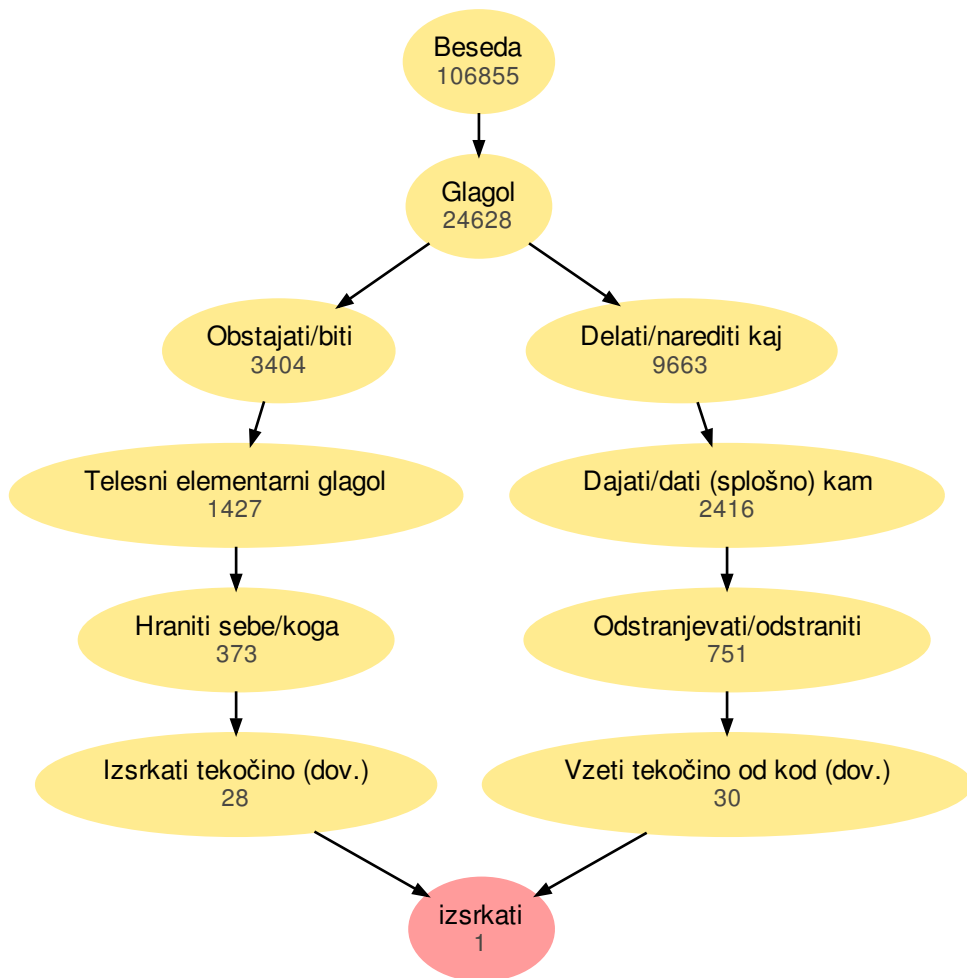 Beseda
106855
Glagol
24628
Obstajati/biti
3404
Delati/narediti kaj
9663
Telesni elementarni glagol
1427
Dajati/dati (splošno) kam
2416
Hraniti sebe/koga
373
Odstranjevati/odstraniti
751
Izsrkati tekočino (dov.)
28
Vzeti tekočino od kod (dov.)
30
izsrkati
1